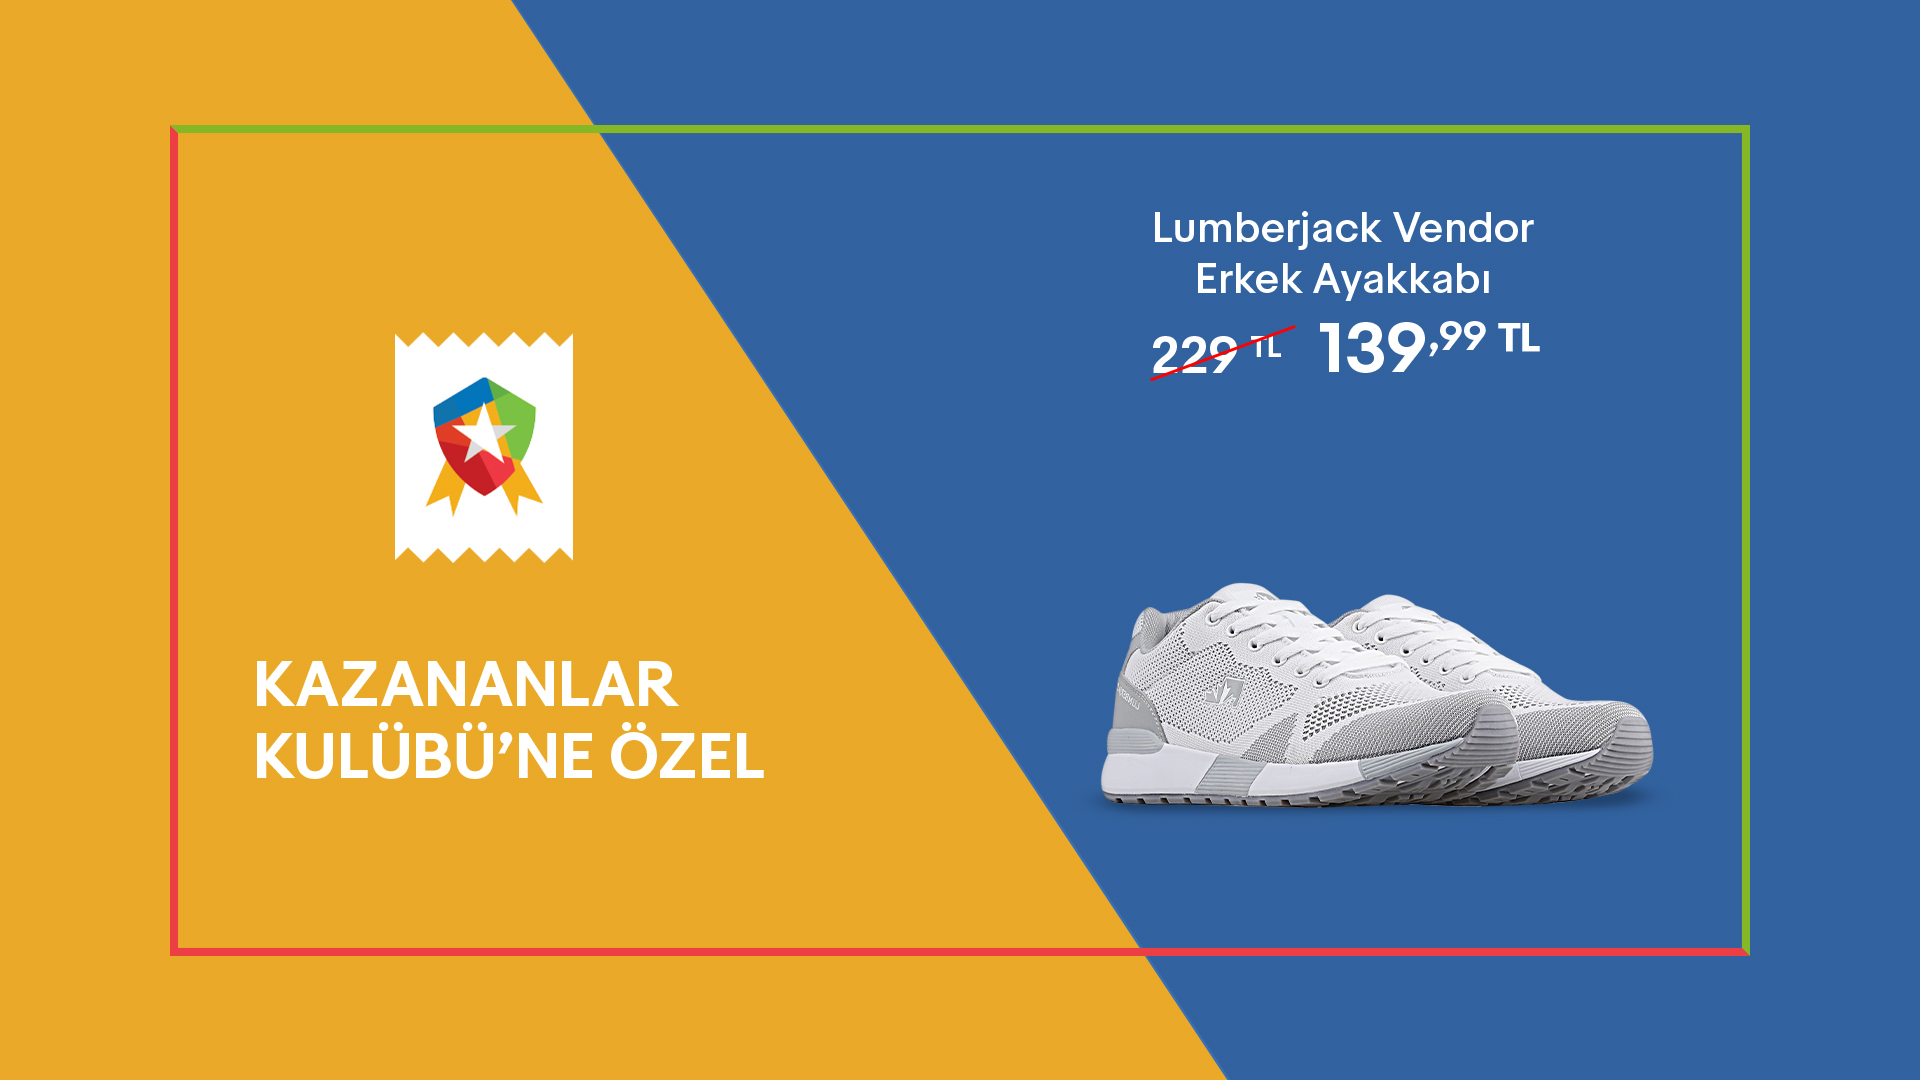 KAZANANLAR
KULÜBÜ’NE ÖZEL
Lumberjack Vendor
Erkek Ayakkabı
229 TL 139,99 TL